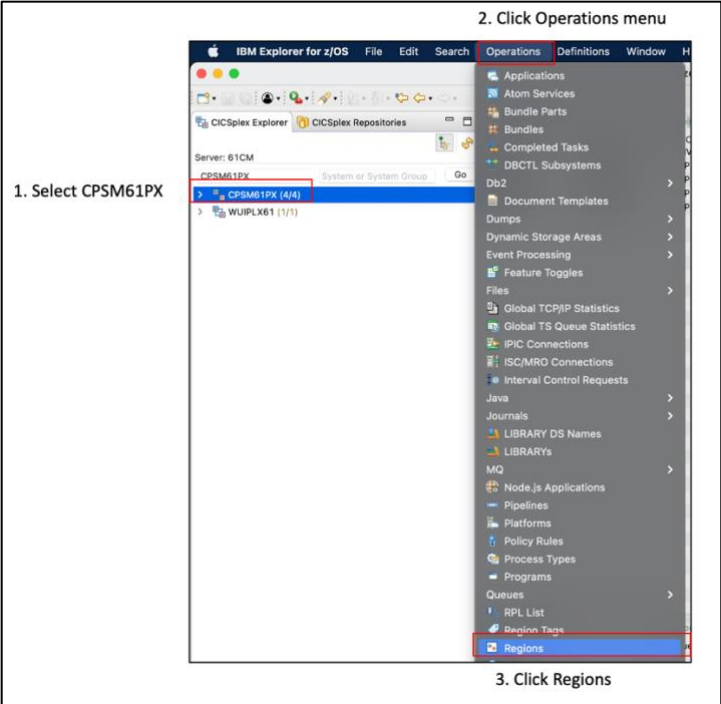 2. Click Operations menu
IBM Explorer for z/OS File Edit Search Operations Definitions Window H
CICSplex Explorer CICSplex Repositories
Server: 61CM
CPSM61PX System or System Group Go
1. Select CPSM61PX
CPSM61PX (4/4)
WUIPLX61 (1/1)
Applications
Atom Services
Bundle Parts
Bundles
Completed Tasks
DBCTL Subsystems
Db2
Document Templates
Dumps
Dynamic Storage Areas
Event Processing
Feature Toggles
Files
Global TCP/IP Statistics
Global TS Queue Statistics
IPIC Connections
ISC/MRO Connections
Interval Control Requests
Java
Journals
LIBRARY DS Names
LIBRARYs
MQ
Node.js Applications
Pipelines
Platforms
Policy Rules
Process Types
Programs
Queues
RPL List
Region Tags
Regions
3. Click Regions